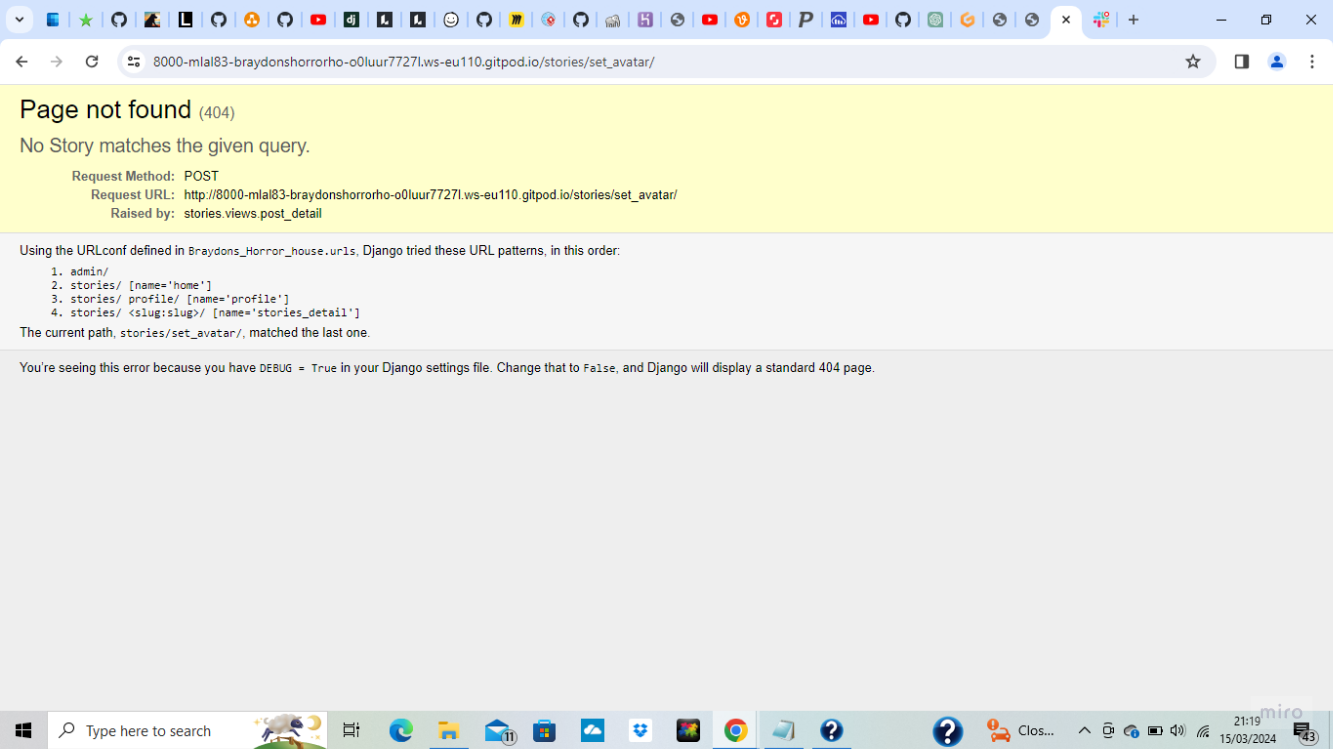 8000-mlal83-braydonshorrorho-o0luur7727l.ws-eu110.gitpod.io/stories/set_avatar/
Page not found (404)
No Story matches the given query.
Request Method: POST
Request URL: http://8000-mlal83-braydonshorrorho-o0luur7727l.ws-eu110.gitpod.io/stories/set_avatar/
Raised by: stories.views.post_detail
Using the URLconf defined in Braydons_Horror_house.urls, Django tried these URL patterns, in this order:
1. admin/
2. stories/ [name='home']
3. stories/ profile/ [name='profile']
4. stories/ <slug:slug>/ [name='stories_detail']
The current path, stories/set_avatar/, matched the last one.
You're seeing this error because you have DEBUG = True in your Django settings file. Change that to False, and Django will display a standard 404 page.
miro
Type here to search
11
Clos...
21:19
15/03/2024
43